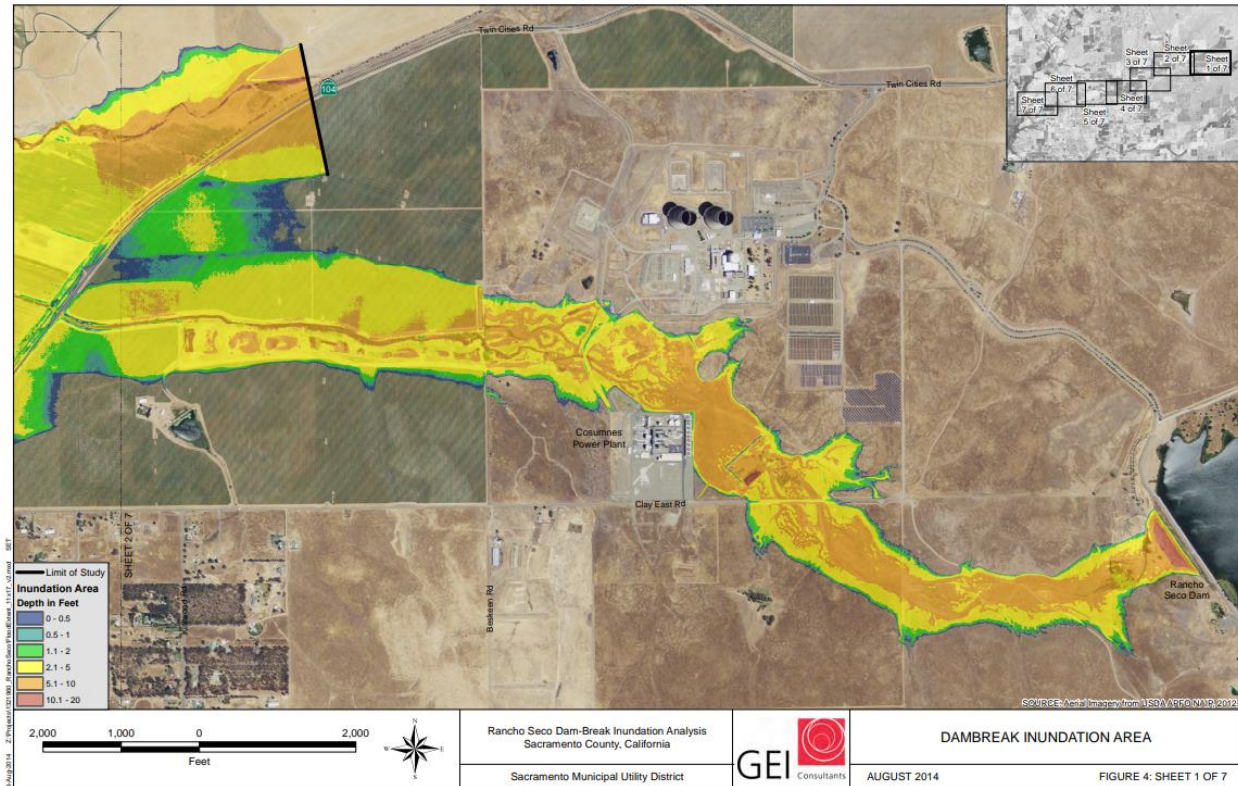 Twin Cities Rd
104
Twin Cities Rd
Sheet
1 of 7
Sheet
2 of 7
Sheet
3 of 7
Sheet
4 of 7
Sheet
5 of 7
Sheet
6 of 7
Sheet
7 of 7
Cosumnes
Power Plant
Clay East Rd
Rancho
Seco Dam
SHEET 2 OF 7
Limit of Study
Inundation Area
Depth in Feet
0 - 0.5
0.5 - 1
1.1 - 2
2.1 - 5
5.1 - 10
10.1 - 20
SOURCE: Aerial Imagery from USDA APFO NAIP, 2012.
2,000
1,000
0
2,000
Feet
N
W
E
S
Rancho Seco Dam-Break Inundation Analysis
Sacramento County, California
Sacramento Municipal Utility District
GEI
Consultants
DAMBREAK INUNDATION AREA
AUGUST 2014
FIGURE 4: SHEET 1 OF 7